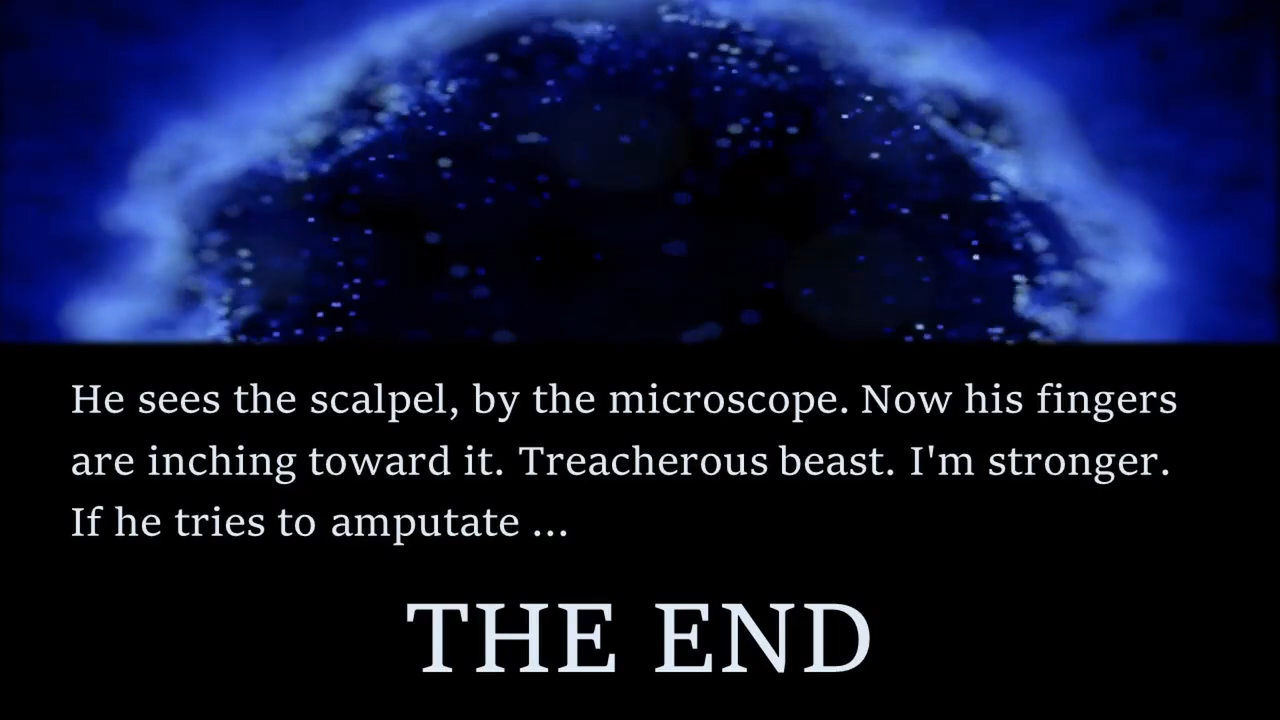 He sees the scalpel, by the microscope. Now his fingers
are inching toward it. Treacherous beast. I'm stronger.
If he tries to amputate ...
THE END